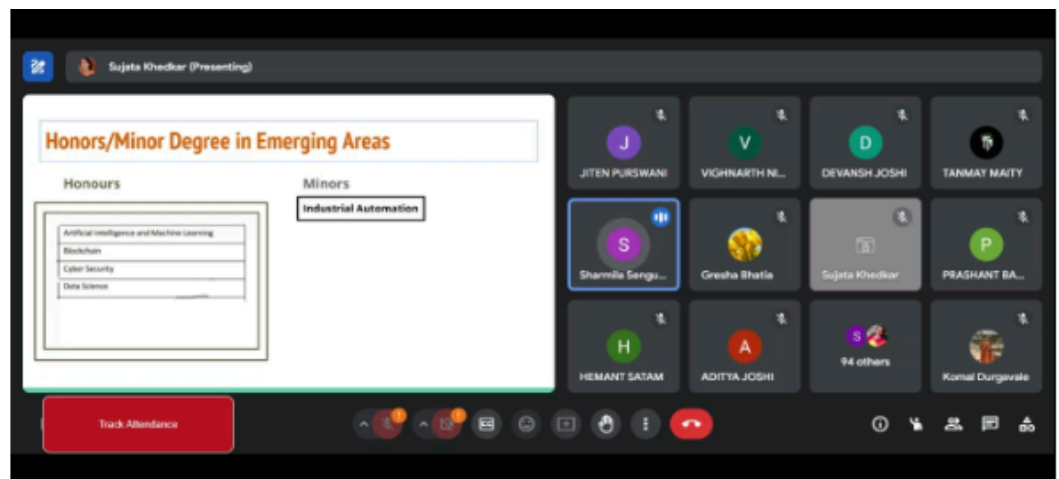 Sujata Khedkar (Presenting)
Honors/Minor Degree in Emerging Areas
Honours
Minors
Industrial Automation
Artificial Intelligence and Machine Learning
Blockchain
Cyber Security
Data Science
J
JITEN PURSWANI
V
VIGHNARTH NI...
D
DEVANSH JOSHI
TANMAY MAITY
S
Sharmila Sengu...
Gresha Bhatia
Sujata Khedkar
P
PRASHANT BA...
H
HEMANT SATAM
A
ADITYA JOSHI
S
94 others
Komal Durgavale
Track Attendance